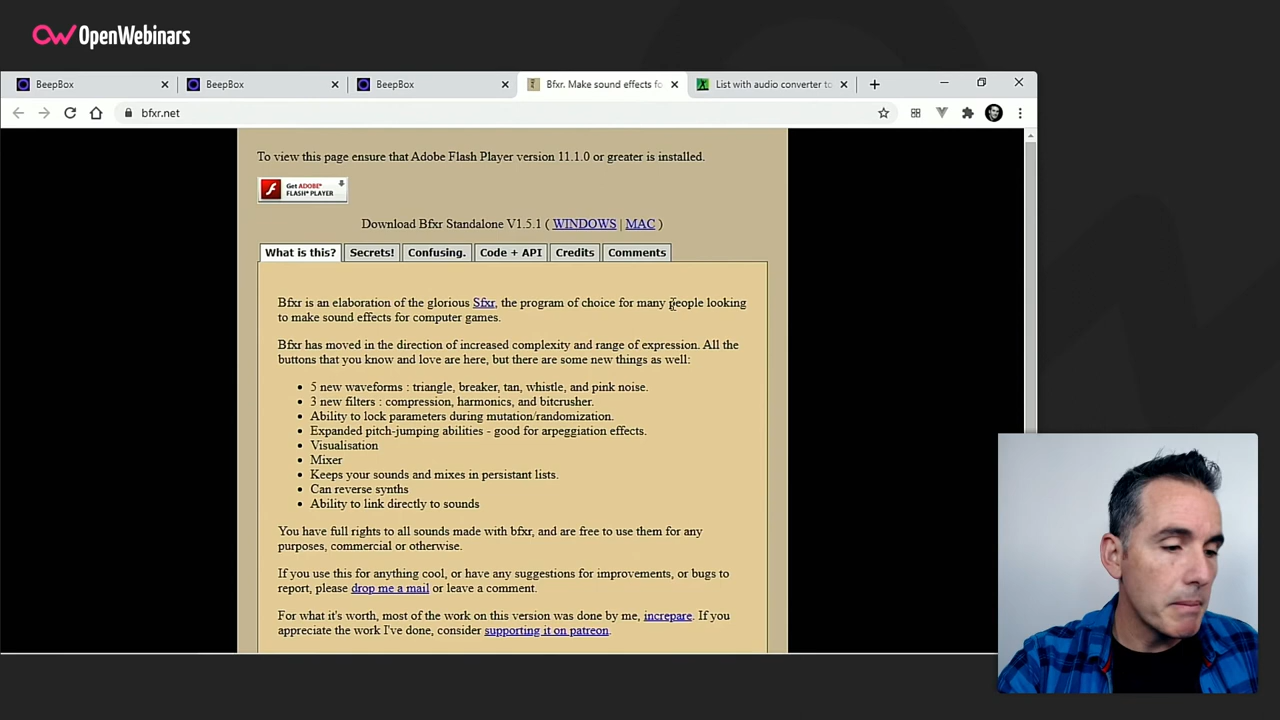 OpenWebinars
BeepBox
BeepBox
BeepBox
Bfxr. Make sound effects fo
List with audio converter to
bfxr.net
To view this page ensure that Adobe Flash Player version 11.1.0 or greater is installed.
Get ADOBE®
FLASH® PLAYER
Download Bfxr Standalone V1.5.1 ( WINDOWS | MAC )
What is this?
Secrets!
Confusing.
Code + API
Credits
Comments
Bfxr is an elaboration of the glorious Sfxr, the program of choice for many people looking
to make sound effects for computer games.
Bfxr has moved in the direction of increased complexity and range of expression. All the
buttons that you know and love are here, but there are some new things as well:
• 5 new waveforms : triangle, breaker, tan, whistle, and pink noise.
• 3 new filters : compression, harmonics, and bitcrusher.
• Ability to lock parameters during mutation/randomization.
• Expanded pitch-jumping abilities - good for arpeggiation effects.
• Visualisation
• Mixer
• Keeps your sounds and mixes in persistant lists.
• Can reverse synths
• Ability to link directly to sounds
You have full rights to all sounds made with bfxr, and are free to use them for any
purposes, commercial or otherwise.
If you use this for anything cool, or have any suggestions for improvements, or bugs to
report, please drop me a mail or leave a comment.
For what it's worth, most of the work on this version was done by me, increpare. If you
appreciate the work I've done, consider supporting it on patreon.